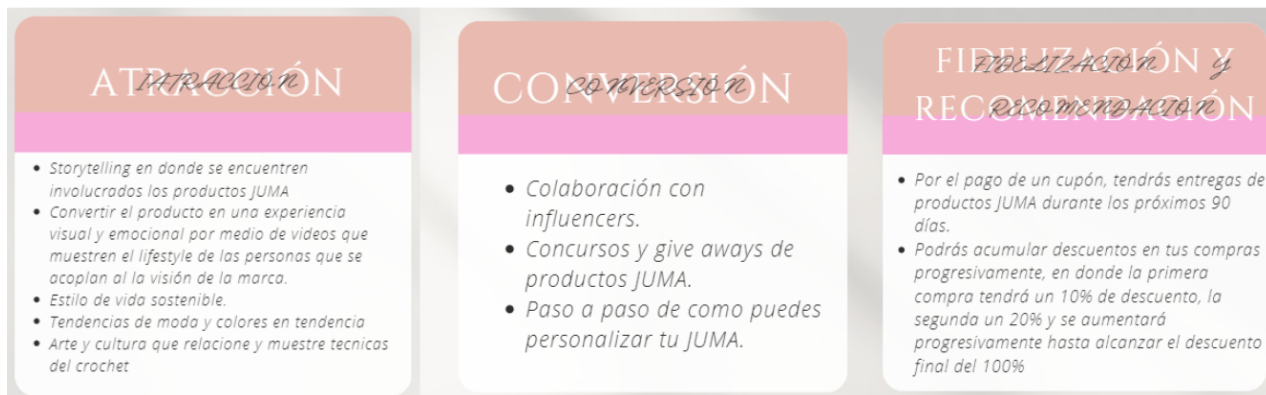 ATRACCIÓN
ATRACCIÓN
• Storytelling en donde se encuentren
involucrados los productos JUMA
• Convertir el producto en una experiencia
visual y emocional por medio de videos que
muestren el lifestyle de las personas que se
acoplan al la visión de la marca.
• Estilo de vida sostenible.
• Tendencias de moda y colores en tendencia
• Arte y cultura que relacione y muestre tecnicas
del crochet
CONVERSIÓN
CONVERSIÓN
• Colaboración con
influencers.
• Concursos y give aways de
productos JUMA.
• Paso a paso de como puedes
personalizar tu JUMA.
FIDELIZACIÓN Y
RECOMENDACIÓN
FIDELIZACIÓN Y
RECOMENDACIÓN
• Por el pago de un cupón, tendrás entregas de
productos JUMA durante los próximos 90
días.
• Podrás acumular descuentos en tus compras
progresivamente, en donde la primera
compra tendrá un 10% de descuento, la
segunda un 20% y se aumentará
progresivamente hasta alcanzar el descuento
final del 100%